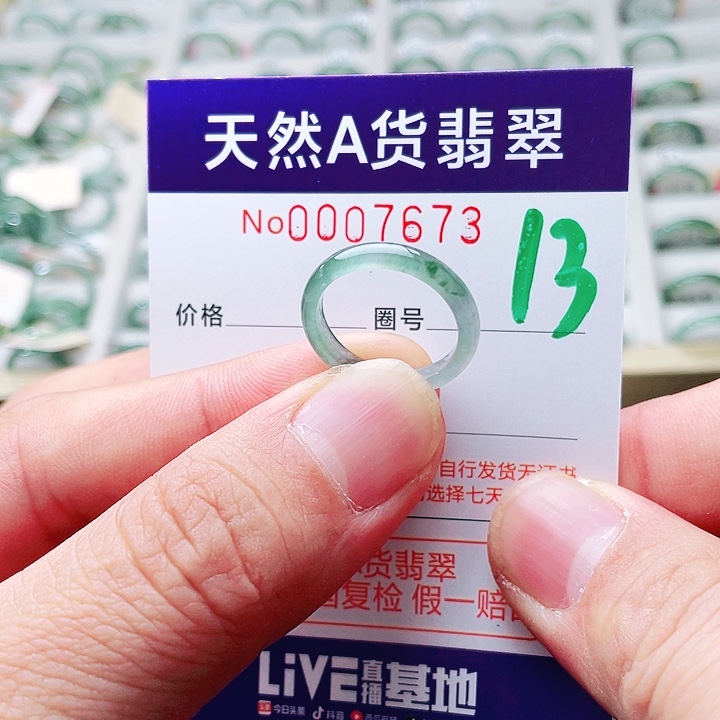 天然A货翡翠
No0007673
13
价格 圈号
自行发货无证书
选择七天
货翡翠
复检 假一赔
LiVE直播基地
今日头条 抖音